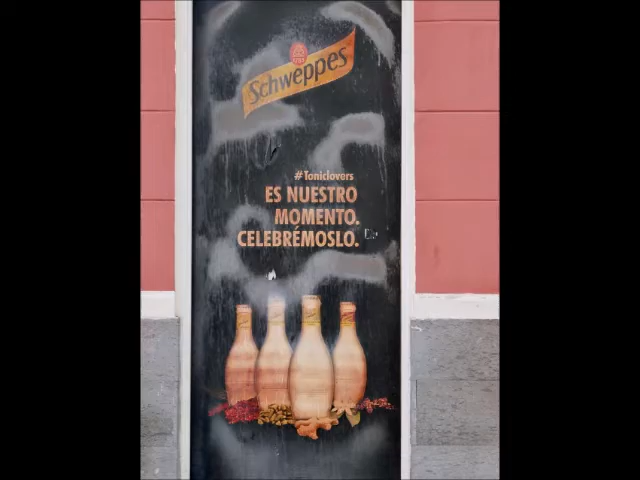 Schweppes
#Toniclovers
ES NUESTRO
MOMENTO.
CELEBRÉMOSLO.